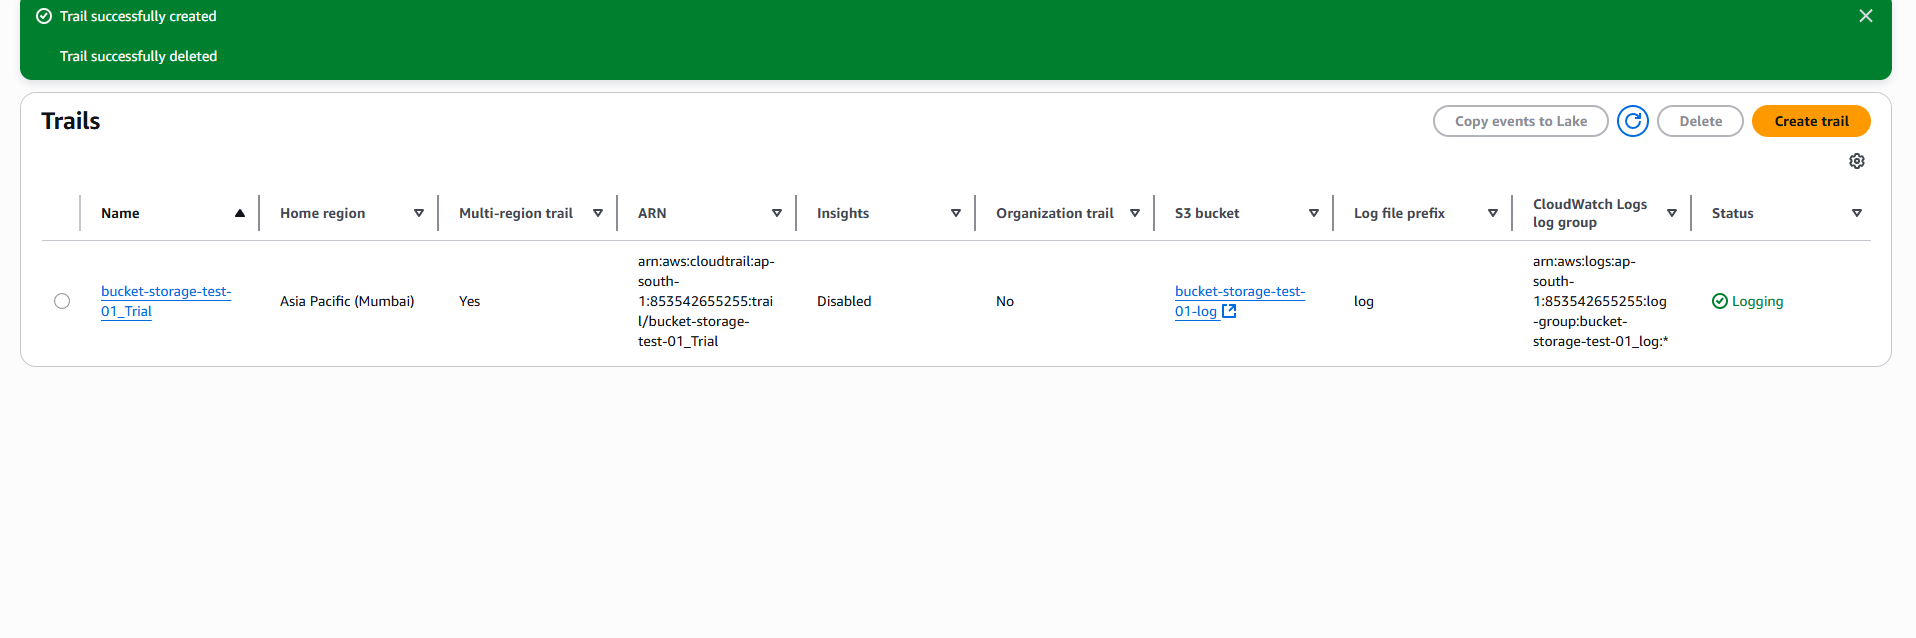 Trail successfully created
Trail successfully deleted
Trails
Copy events to Lake
Delete
Create trail
Name
Home region
Multi-region trail
ARN
Insights
Organization trail
S3 bucket
Log file prefix
CloudWatch Logs
log group
Status
bucket-storage-test-
01_Trial
Asia Pacific (Mumbai)
Yes
arn:aws:cloudtrail:ap-
south-
1:853542655255:trai
l/bucket-storage-
test-01_Trial
Disabled
No
bucket-storage-test-
01-log
log
arn:aws:logs:ap-
south-
1:853542655255:log
-group:bucket-
storage-test-01_log:*
Logging